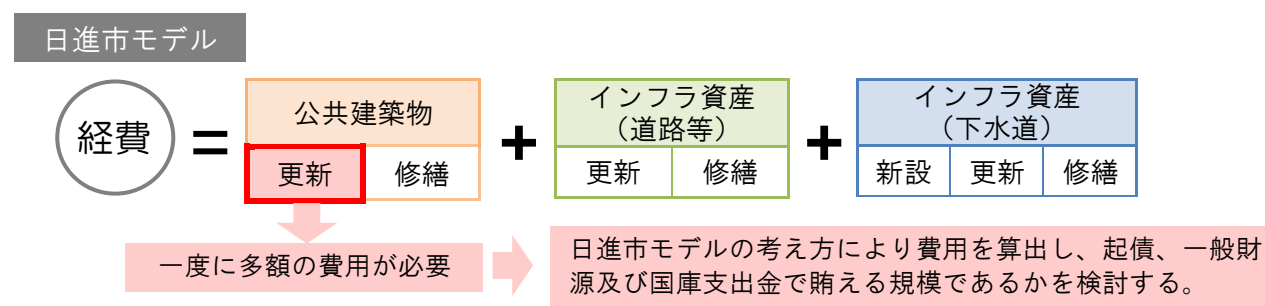 日進市モデル
経費 = 公共建築物 + インフラ資産 + インフラ資産
（道路等） （下水道）
更新 修繕 更新 修繕 新設 更新 修繕
一度に多額の費用が必要
日進市モデルの考え方により費用を算出し、起債、一般財
源及び国庫支出金で賄える規模であるかを検討する。